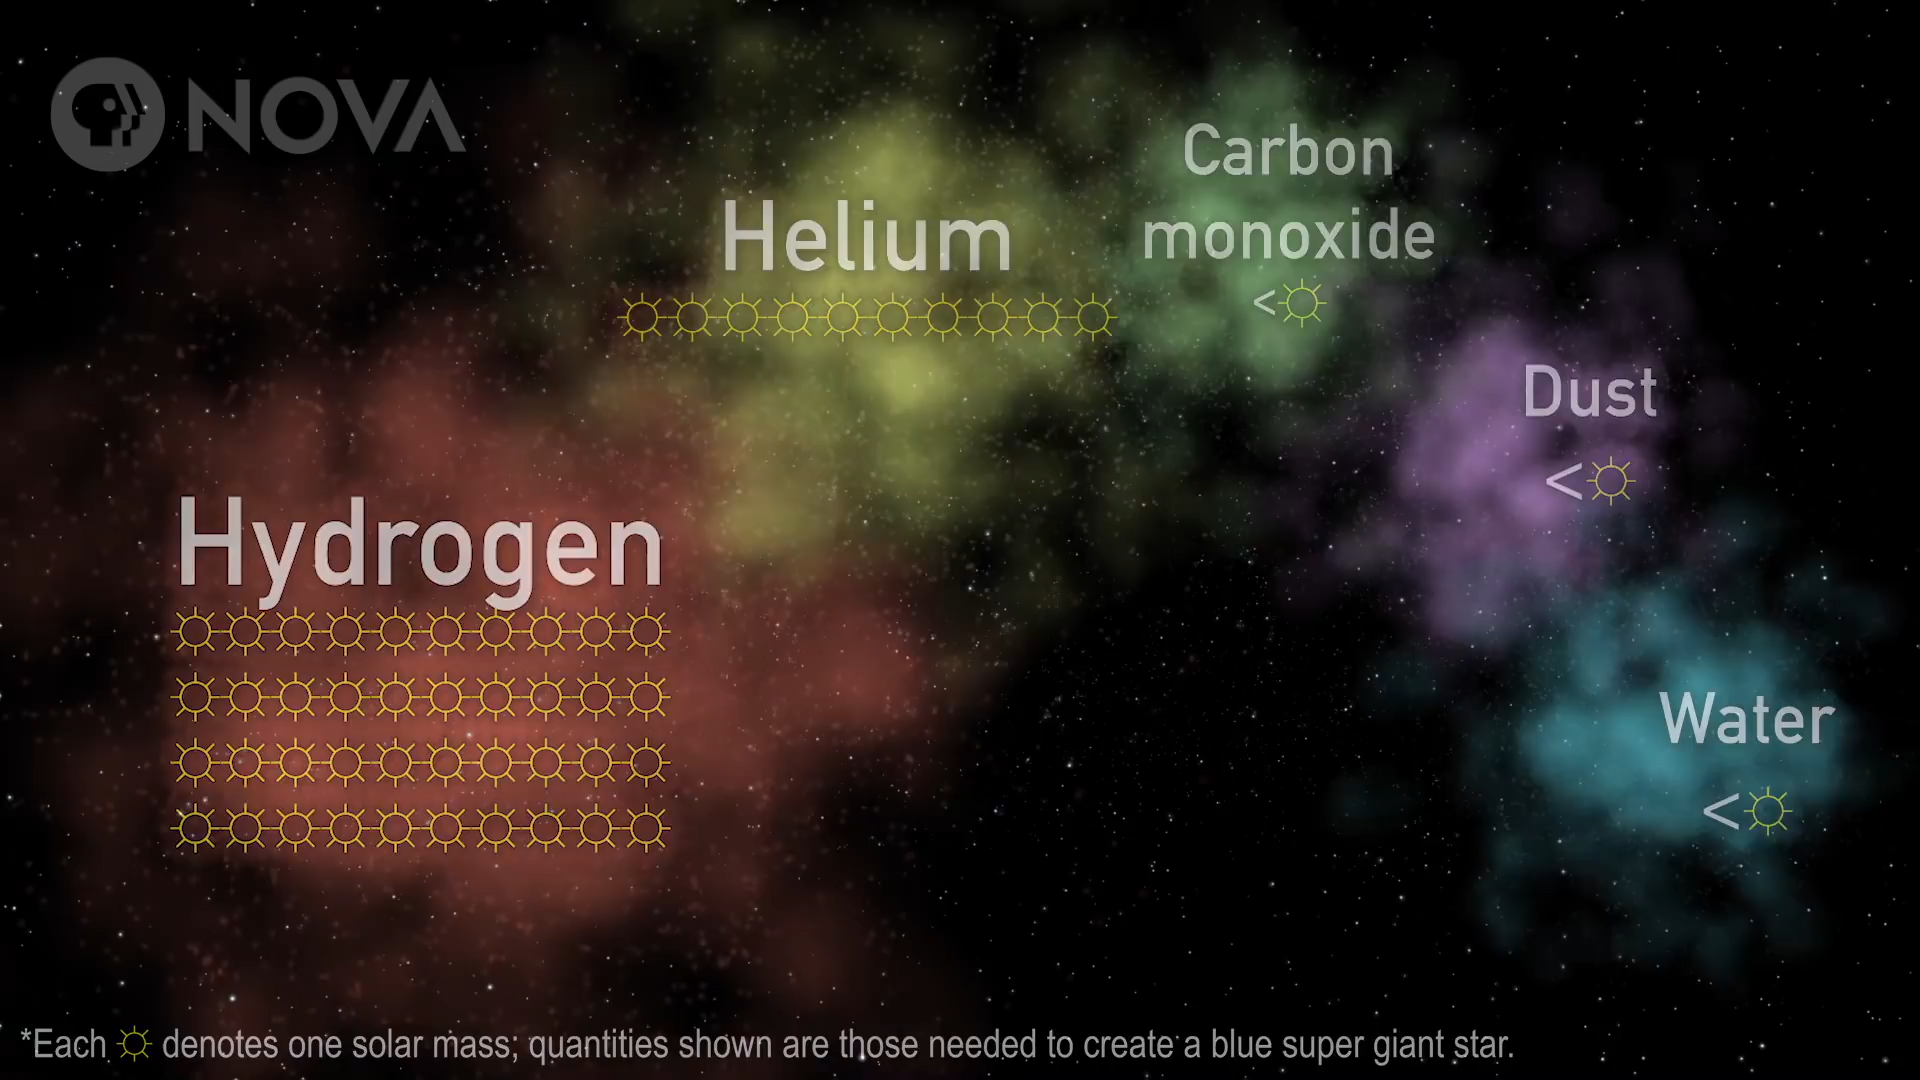 NOVA
Helium
Carbon
monoxide
<
Dust
<
Hydrogen
Water
<
*Each denotes one solar mass; quantities shown are those needed to create a blue super giant star.